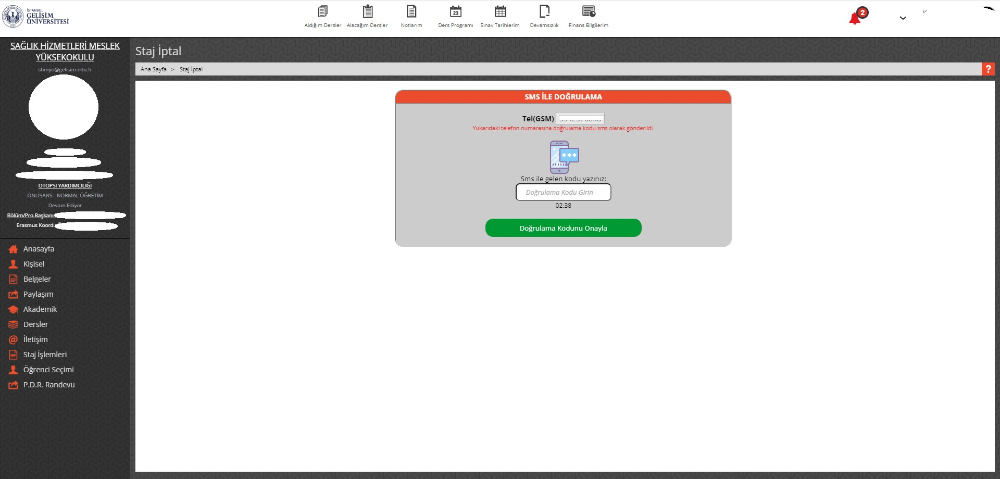 İSTANBUL
GELİŞİM
ÜNİVERSİTESİ
Aldığım Dersler
Alacağım Dersler
Notlarım
23
Ders Programı
Sınav Tarihlerim
Devamsızlık
Finans Bilgilerim
2
SAĞLIK HİZMETLERİ MESLEK
YÜKSEKOKULU
shmyo@gelisim.edu.tr
OTOPSİ YARDIMCILIĞI
ÖNLİSANS - NORMAL ÖĞRETİM
Devam Ediyor
Bölüm/Pro.Başkanı:
Erasmus Koord.
Anasayfa
Kişisel
Belgeler
Paylaşım
Akademik
Dersler
İletişim
Staj İşlemleri
Öğrenci Seçimi
P.D.R. Randevu
Staj İptal
Ana Sayfa > Staj İptal
?
SMS İLE DOĞRULAMA
Tel(GSM)
Yukarıdaki telefon numarasına doğrulama kodu sms olarak gönderildi.
Sms ile gelen kodu yazınız:
Doğrulama Kodu Girin
02:38
Doğrulama Kodunu Onayla